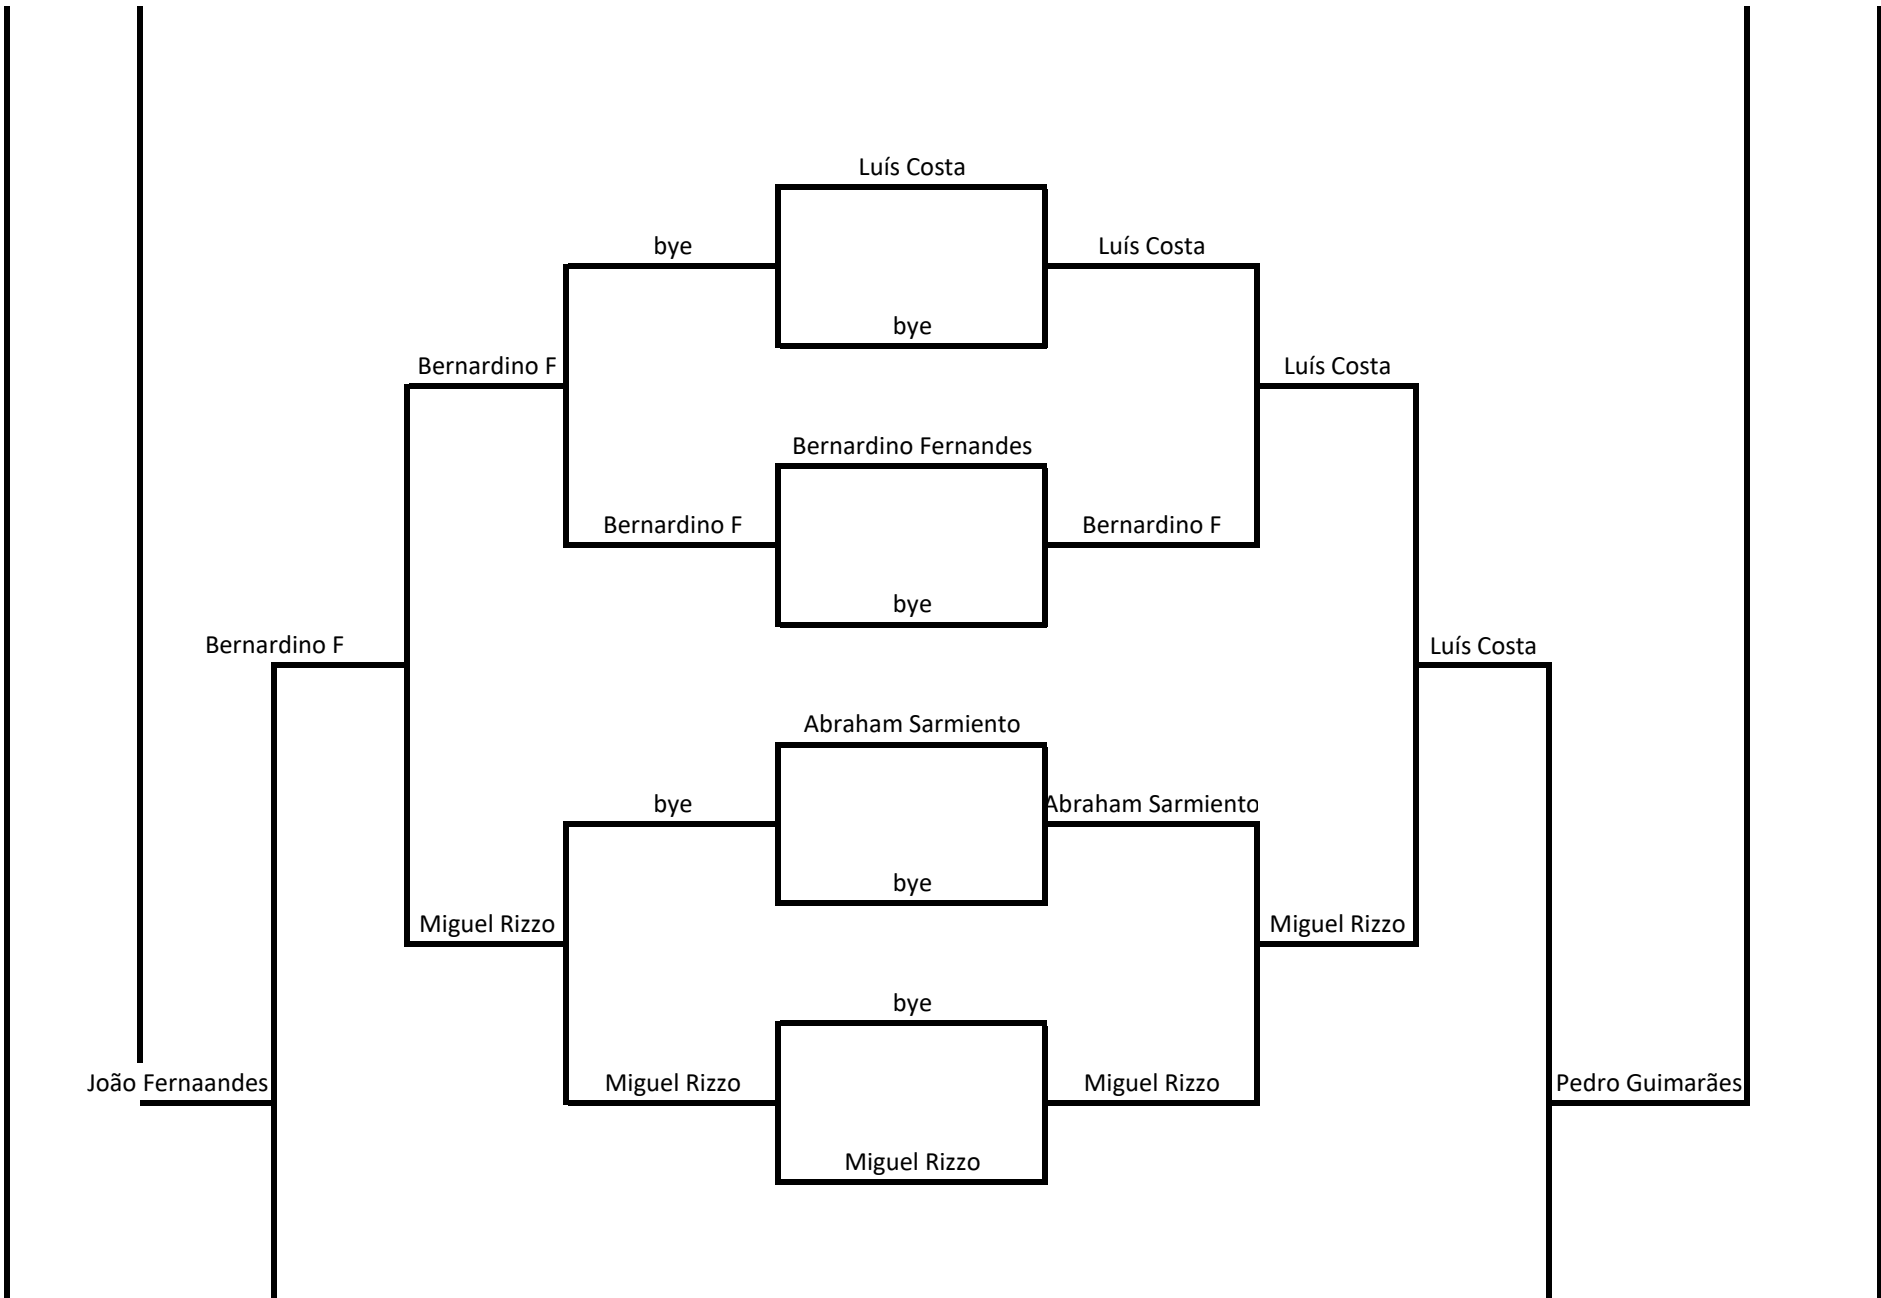 Luís Costa
bye
Luís Costa
bye
Bernardino F
Luís Costa
Bernardino Fernandes
Bernardino F
Bernardino F
bye
Bernardino F
Luís Costa
Abraham Sarmiento
bye
Abraham Sarmiento
bye
Miguel Rizzo
Miguel Rizzo
bye
João Fernaandes
Miguel Rizzo
Miguel Rizzo
Pedro Guimarães
Miguel Rizzo